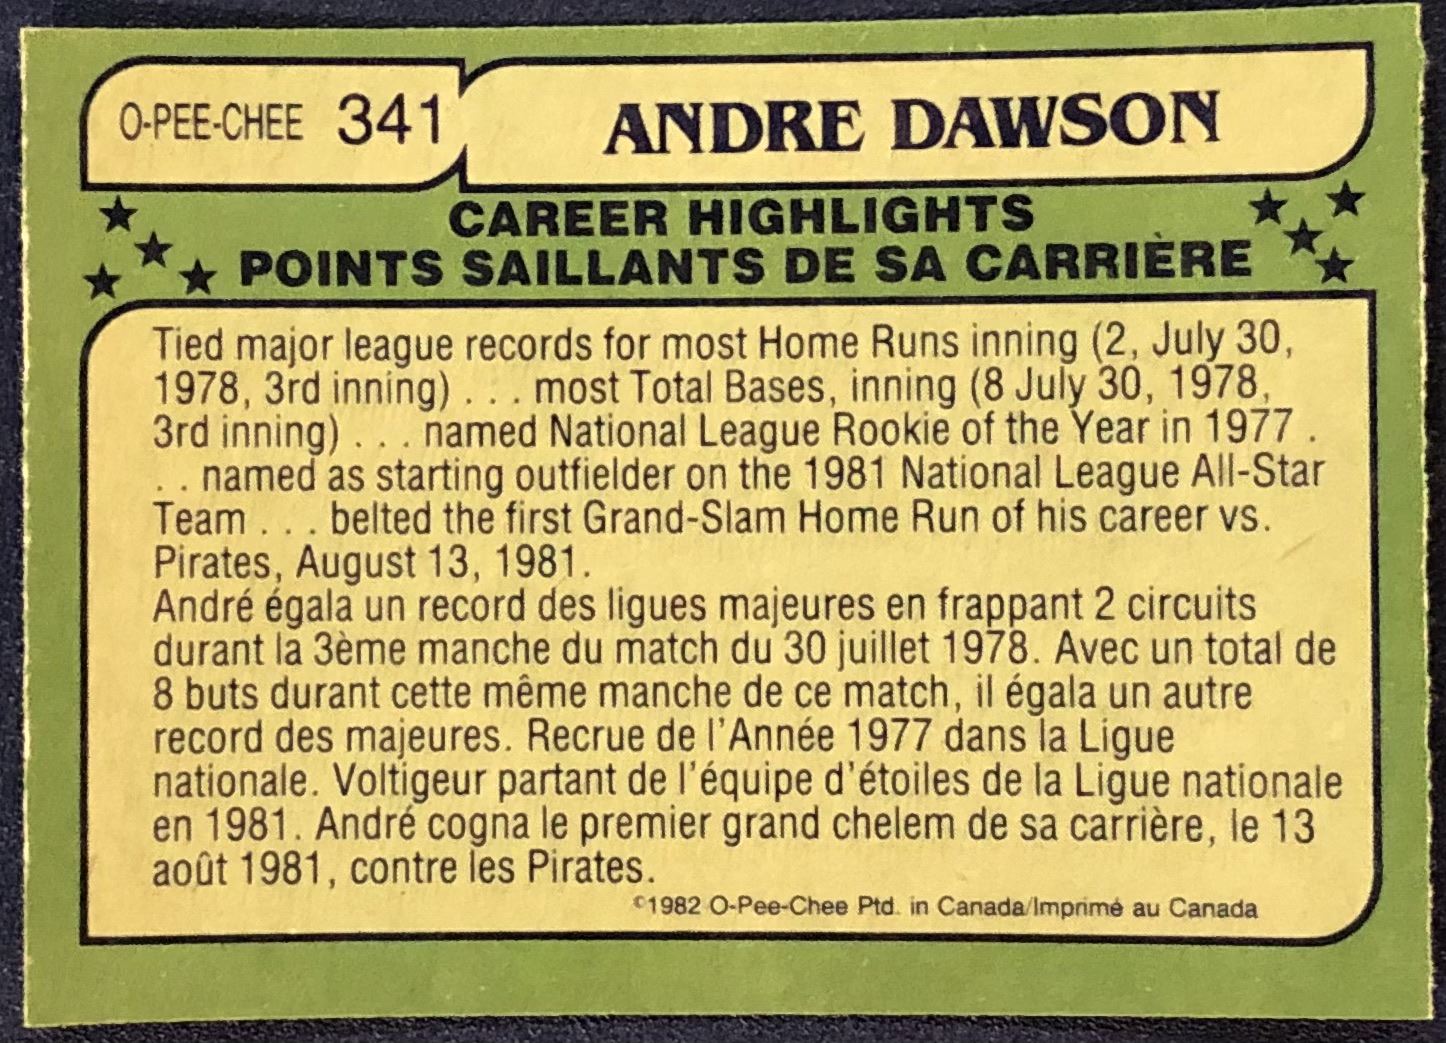 O-PEE-CHEE 341
ANDRE DAWSON
CAREER HIGHLIGHTS
POINTS SAILLANTS DE SA CARRIÈRE
Tied major league records for most Home Runs inning (2, July 30,
1978, 3rd inning) . . . most Total Bases, inning (8 July 30, 1978,
3rd inning) . . . named National League Rookie of the Year in 1977 .
. . named as starting outfielder on the 1981 National League All-Star
Team . . . belted the first Grand-Slam Home Run of his career vs.
Pirates, August 13, 1981.
André égala un record des ligues majeures en frappant 2 circuits
durant la 3ème manche du match du 30 juillet 1978. Avec un total de
8 buts durant cette même manche de ce match, il égala un autre
record des majeures. Recrue de l'Année 1977 dans la Ligue
nationale. Voltigeur partant de l'équipe d'étoiles de la Ligue nationale
en 1981. André cogna le premier grand chelem de sa carrière, le 13
août 1981, contre les Pirates.
©1982 O-Pee-Chee Ptd. in Canada/Imprimé au Canada